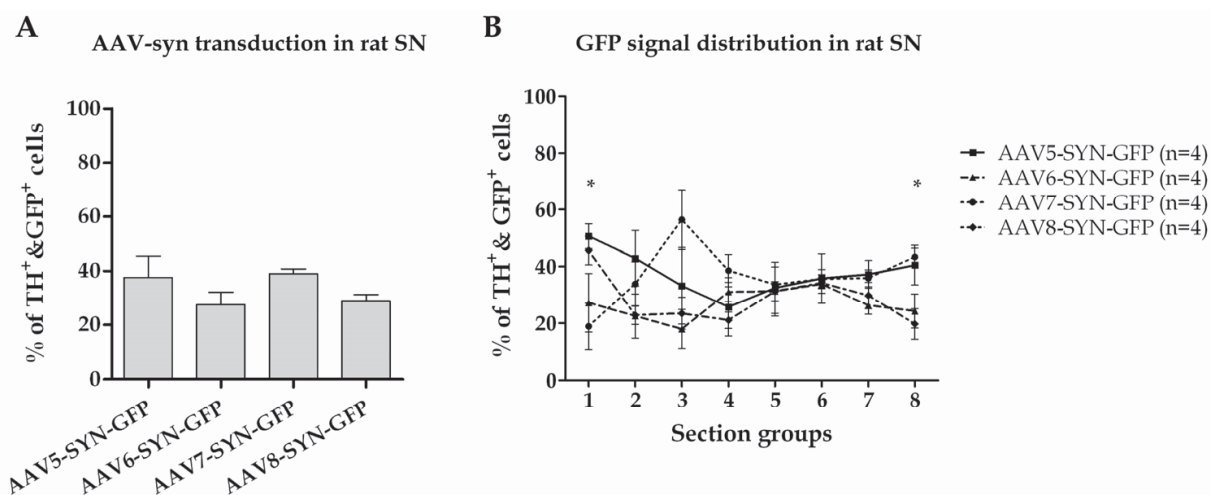 A
AAV-syn transduction in rat SN
% of TH⁺&GFP⁺ cells
100
80
60
40
20
0
AAV5-SYN-GFP
AAV6-SYN-GFP
AAV7-SYN-GFP
AAV8-SYN-GFP
B
GFP signal distribution in rat SN
% of TH⁺& GFP⁺ cells
100
80
60
40
20
0
* *
1 2 3 4 5 6 7 8
Section groups
AAV5-SYN-GFP (n=4)
AAV6-SYN-GFP (n=4)
AAV7-SYN-GFP (n=4)
AAV8-SYN-GFP (n=4)